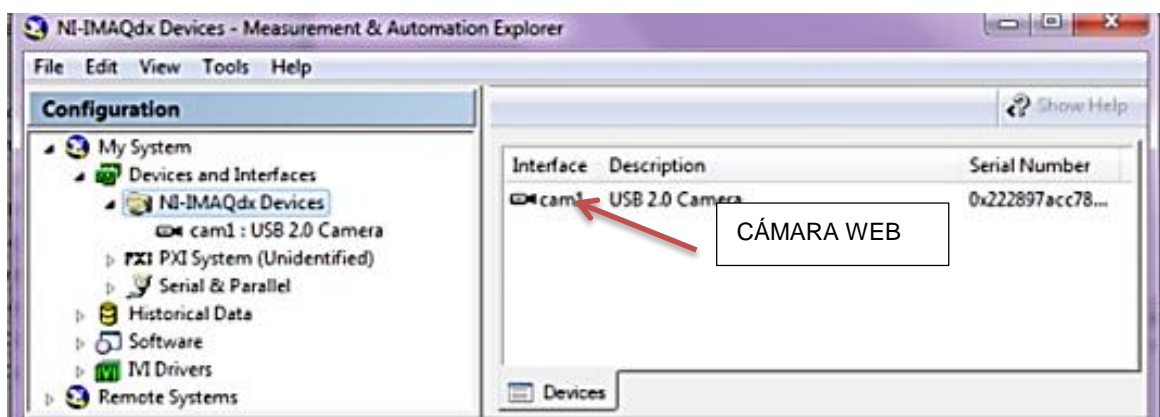 NI-IMAQdx Devices - Measurement & Automation Explorer
File Edit View Tools Help
Configuration
Show Help
My System
Devices and Interfaces
NI-IMAQdx Devices
cam1 : USB 2.0 Camera
PXI PXI System (Unidentified)
Serial & Parallel
Historical Data
Software
IVI Drivers
Remote Systems
Interface Description Serial Number
cam1 USB 2.0 Camera 0x222897acc78...
CÁMARA WEB
Devices